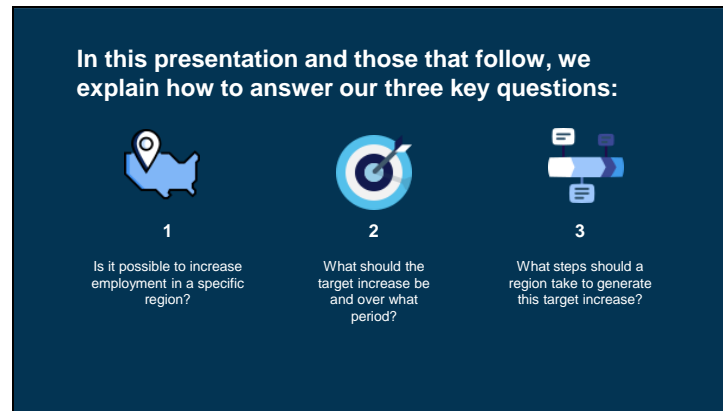 In this presentation and those that follow, we
explain how to answer our three key questions:
1
Is it possible to increase
employment in a specific
region?
2
What should the
target increase be
and over what
period?
3
What steps should a
region take to generate
this target increase?